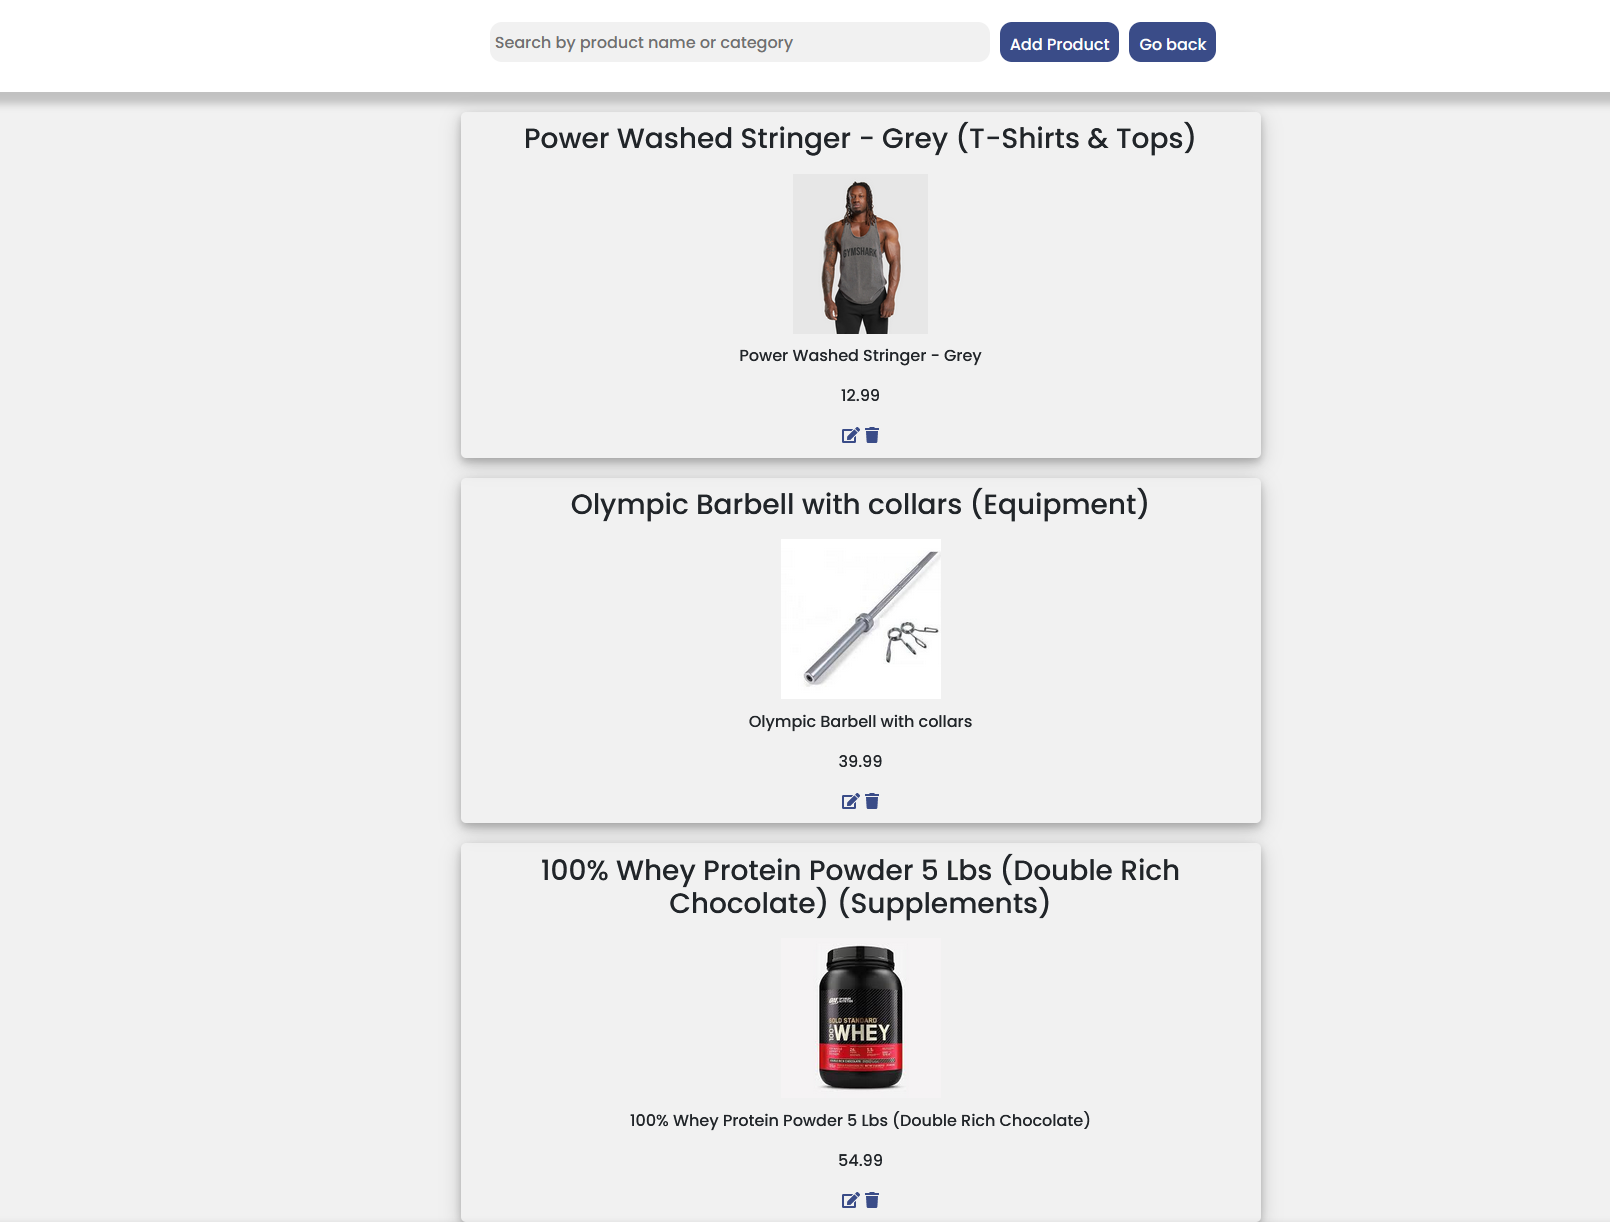 Search by product name or category
Add Product
Go back
Power Washed Stringer - Grey (T-Shirts & Tops)
GYMSHARK
Power Washed Stringer - Grey
12.99
Olympic Barbell with collars (Equipment)
Olympic Barbell with collars
39.99
100% Whey Protein Powder 5 Lbs (Double Rich
Chocolate) (Supplements)
GOLD STANDARD
100% WHEY
100% Whey Protein Powder 5 Lbs (Double Rich Chocolate)
54.99